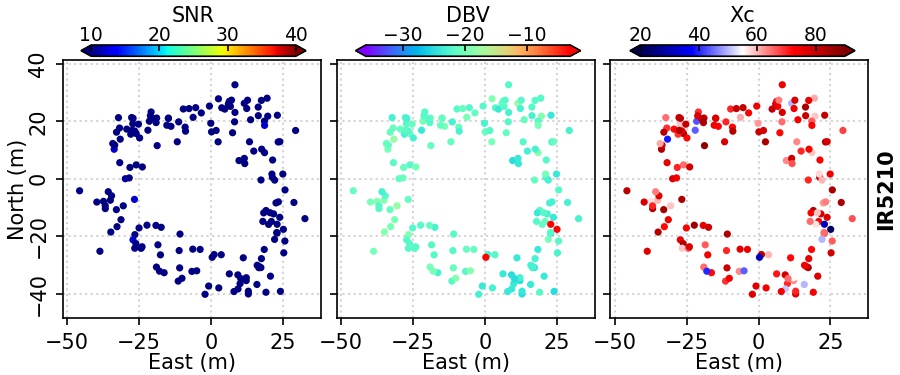 SNR DBV Xc
10 20 30 40 −30 −20 −10 20 40 60 80
40
20
0
−20
−40
North (m)
−50 −25 0 25 −50 −25 0 25 −50 −25 0 25
East (m) East (m) East (m)
IR5210